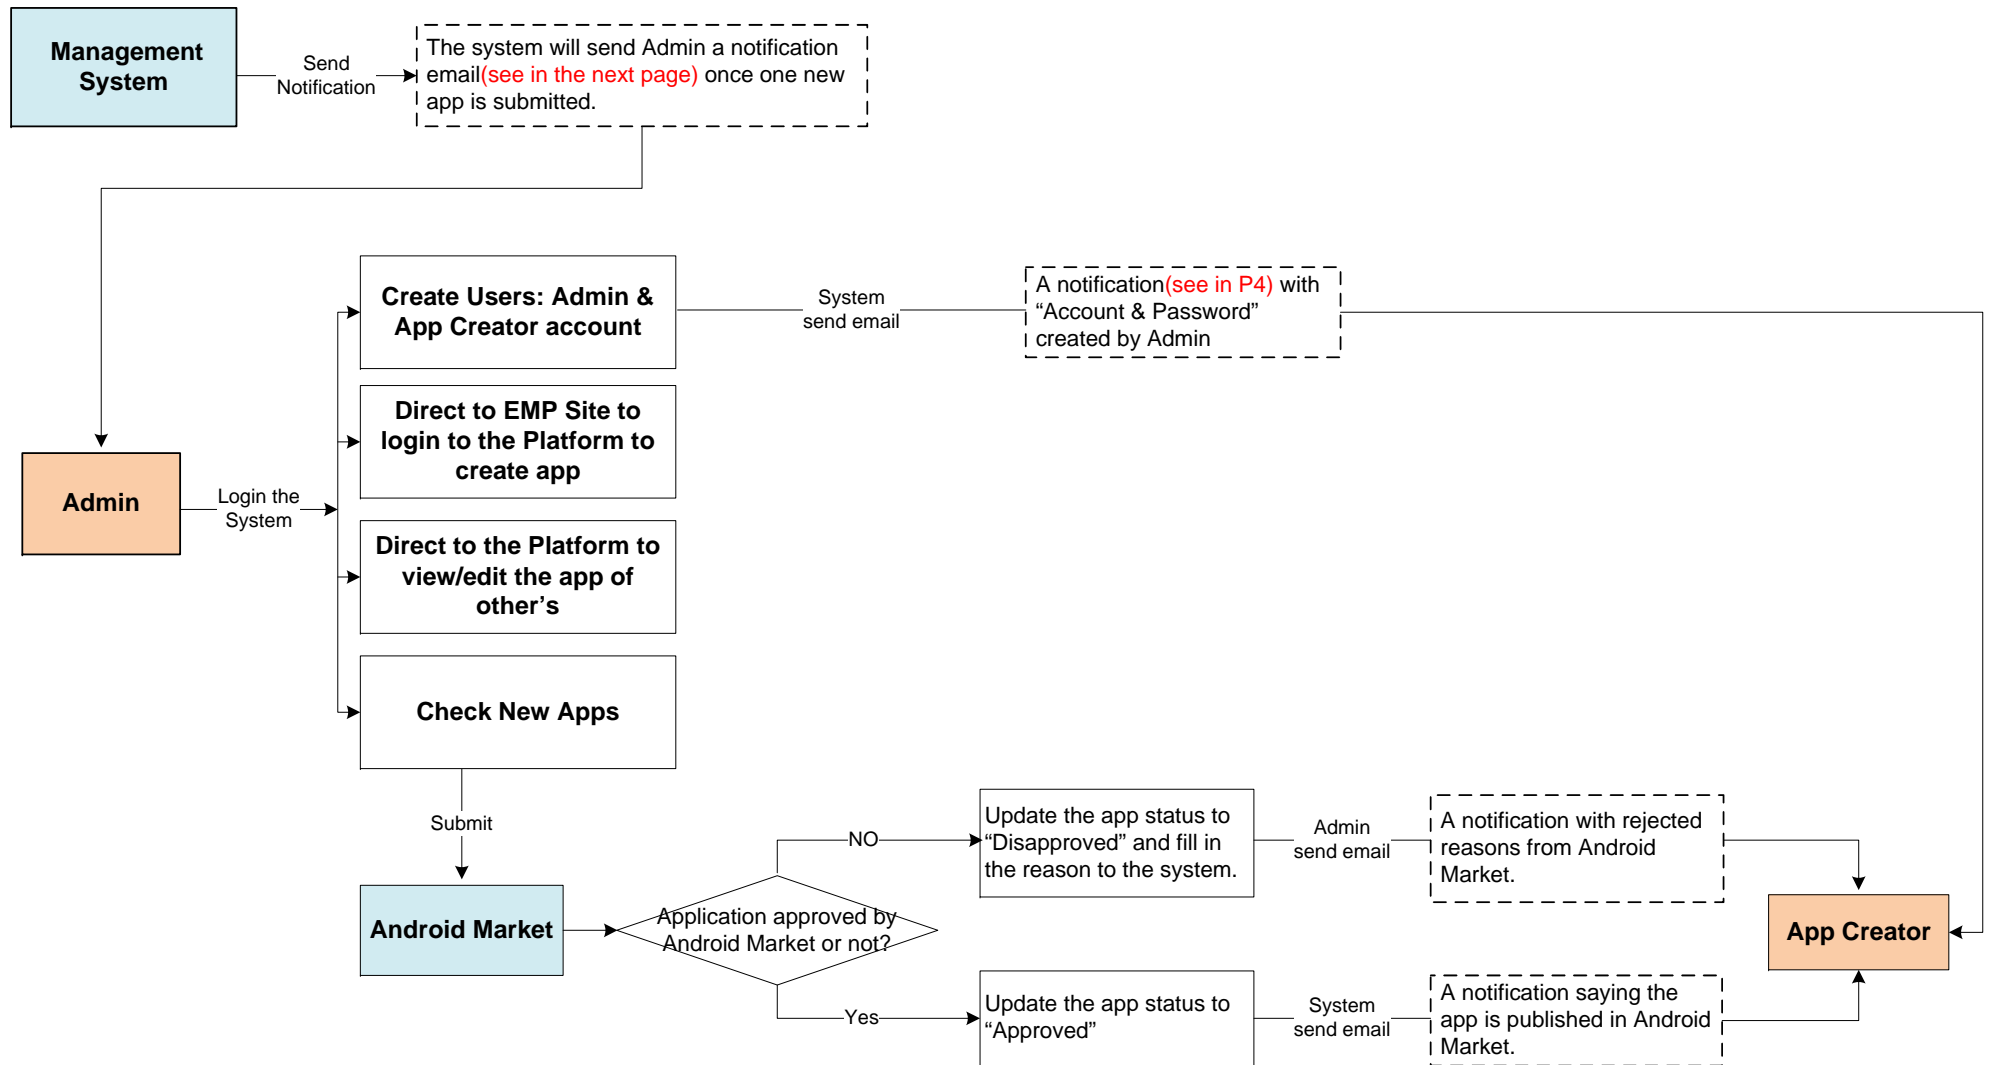 Management
System
Send
Notification
The system will send Admin a notification
email(see in the next page) once one new
app is submitted.
Create Users: Admin &
App Creator account
System
send email
A notification(see in P4) with
“Account & Password”
created by Admin
Direct to EMP Site to
login to the Platform to
create app
Admin
Login the
System
Direct to the Platform to
view/edit the app of
other’s
Check New Apps
Submit
Android Market
Application approved by
Android Market or not?
NO
Update the app status to
“Disapproved” and fill in
the reason to the system.
Admin
send email
A notification with rejected
reasons from Android
Market.
App Creator
Yes
Update the app status to
“Approved”
System
send email
A notification saying the
app is published in Android
Market.